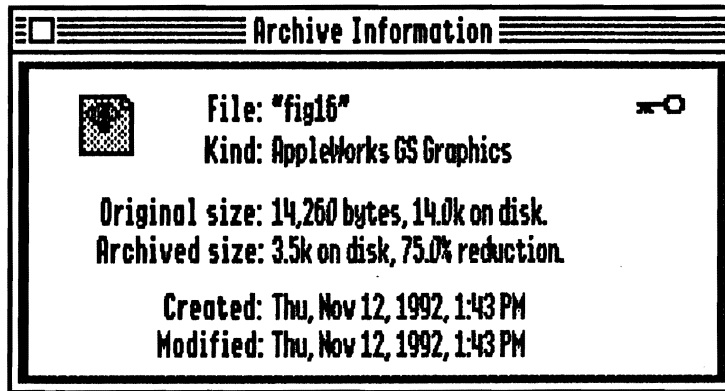 Archive Information
File: "fig16"
Kind: AppleWorks GS Graphics
Original size: 14,260 bytes, 14.0k on disk.
Archived size: 3.5k on disk, 75.0% reduction.
Created: Thu, Nov 12, 1992, 1:43 PM
Modified: Thu, Nov 12, 1992, 1:43 PM